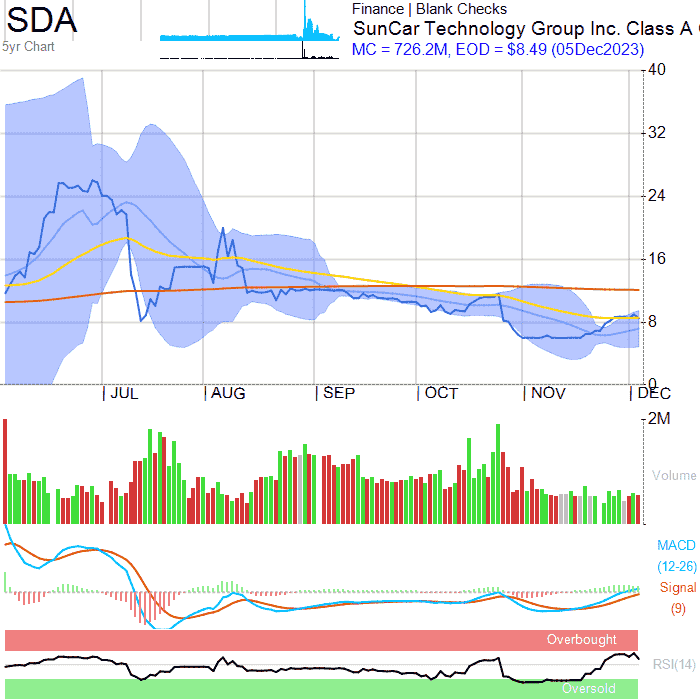 SDA
5yr Chart
Finance | Blank Checks
SunCar Technology Group Inc. Class A
MC = 726.2M, EOD = $8.49 (05Dec2023)
40
32
24
16
8
0
JUL
AUG
SEP
OCT
NOV
DEC
2M
Volume
MACD
(12-26)
Signal
(9)
Overbought
RSI(14)
Oversold